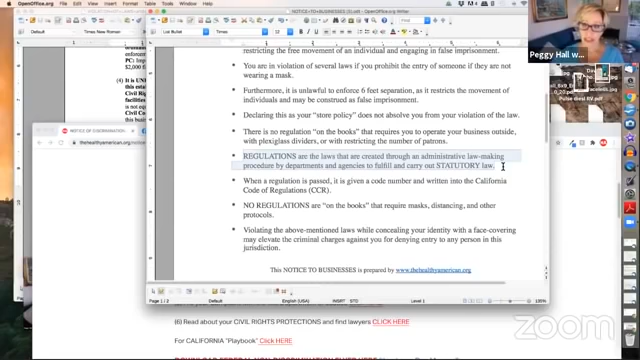 OpenOffice.org
NOTICE+TO+BUSINESSES (2).odt - OpenOffice.org Writer
Peggy Hall w...
Default
Times New Roman
List Bullet
restricting the free movement of an individual and engaging in false imprisonment.
You are in violation of several laws if you prohibit the entry of someone if they are not
wearing a mask.
Furthermore, it is unlawful to enforce 6 feet separation, as it restricts the movement of
individuals and may be construed as false imprisonment.
Declaring this as your "store policy" does not absolve you from your violation of the law.
There is no regulation "on the books" that requires you to operate your business outside,
with plexiglass dividers, or with restricting the number of patrons.
REGULATIONS are the laws that are created through an administrative law-making
procedure by departments and agencies to fulfill and carry out STATUTORY law.
When a regulation is passed, it is given a code number and written into the California
Code of Regulations (CCR).
NO REGULATIONS are "on the books" that require masks, distancing, and other
protocols.
Violating the above-mentioned laws while concealing your identity with a face-covering
may elevate the criminal charges against you for denying entry to any person in this
jurisdiction.
This NOTICE TO BUSINESSES is prepared by www.thehealthyamerican.org
Page 1 / 2
Default
English (USA)
INSRT
STD
Level 1
(6) Read about your CIVIL RIGHTS PROTECTIONS and find lawyers CLICK HERE
For CALIFORNIA "Playbook" Click HERE
zoom